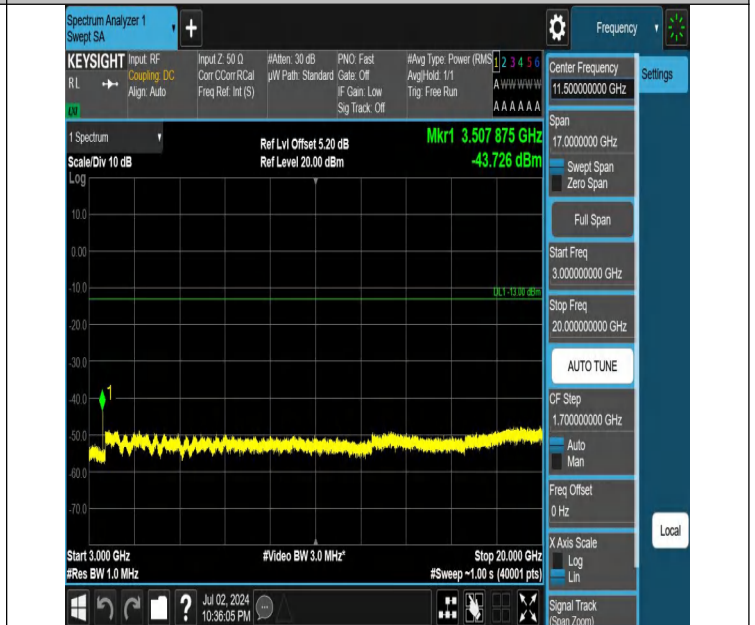 Spectrum Analyzer 1
Swept SA
Frequency
KEYSIGHT
RL
Input: RF
Coupling: DC
Align: Auto
Input Z: 50 Ω
Corr CCorr RCal
Freq Ref: Int (S)
#Atten: 30 dB
µW Path: Standard
PNO: Fast
Gate: Off
IF Gain: Low
Sig Track: Off
#Avg Type: Power (RMS
Avg|Hold: 1/1
Trig: Free Run
1 2 3 4 5 6
A W W W W W
A A A A A A
1 Spectrum
Scale/Div 10 dB
Log
Ref Lvl Offset 5.20 dB
Ref Level 20.00 dBm
Mkr1 3.507 875 GHz
-43.726 dBm
10.0
0.00
-10.0
DL1 -13.00 dBm
-20.0
-30.0
-40.0
1
-50.0
-60.0
-70.0
Start 3.000 GHz
#Res BW 1.0 MHz
#Video BW 3.0 MHz*
Stop 20.000 GHz
#Sweep ~1.00 s (40001 pts)
Jul 02, 2024
10:36:05 PM
?
Center Frequency
11.500000000 GHz
Settings
Span
17.0000000 GHz
Swept Span
Zero Span
Full Span
Start Freq
3.000000000 GHz
Stop Freq
20.000000000 GHz
AUTO TUNE
CF Step
1.700000000 GHz
Auto
Man
Freq Offset
0 Hz
X Axis Scale
Log
Lin
Local
Signal Track
(Span Zoom)